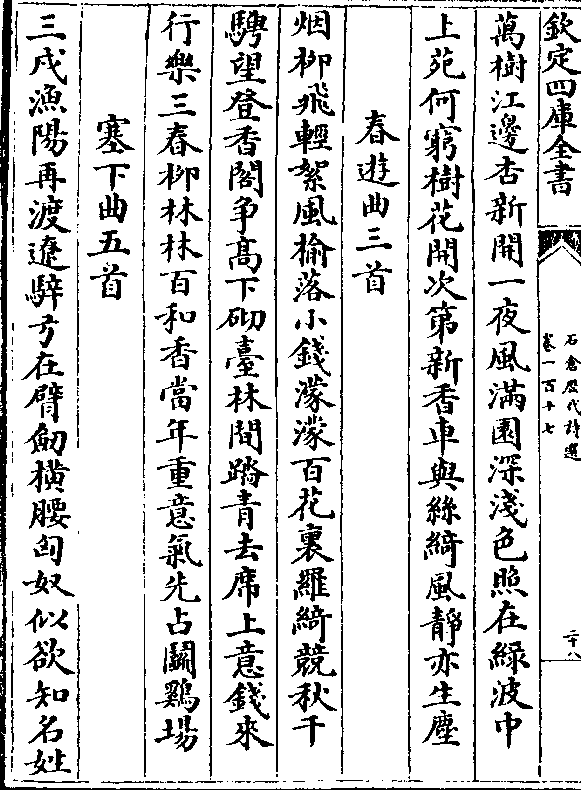 欽定四庫全書
石倉歷代詩選
卷一百十七
二十八
萬樹江邊杏新開一夜風滿園深淺色照在緑波中
上苑何窮樹花開次第新香車與絲綺風靜亦生塵
春遊曲三首
烟柳飛輕絮風榆落小錢濛濛百花裏羅綺競秋千
騁望登香閣争髙下砌臺林間踏青去席上意錢來
行樂三春柳林林百和香當年重意氣先占鬭鷄場
塞下曲五首
三戍漁陽再渡遼騂弓在臂劒横腰匈奴似欲知名姓